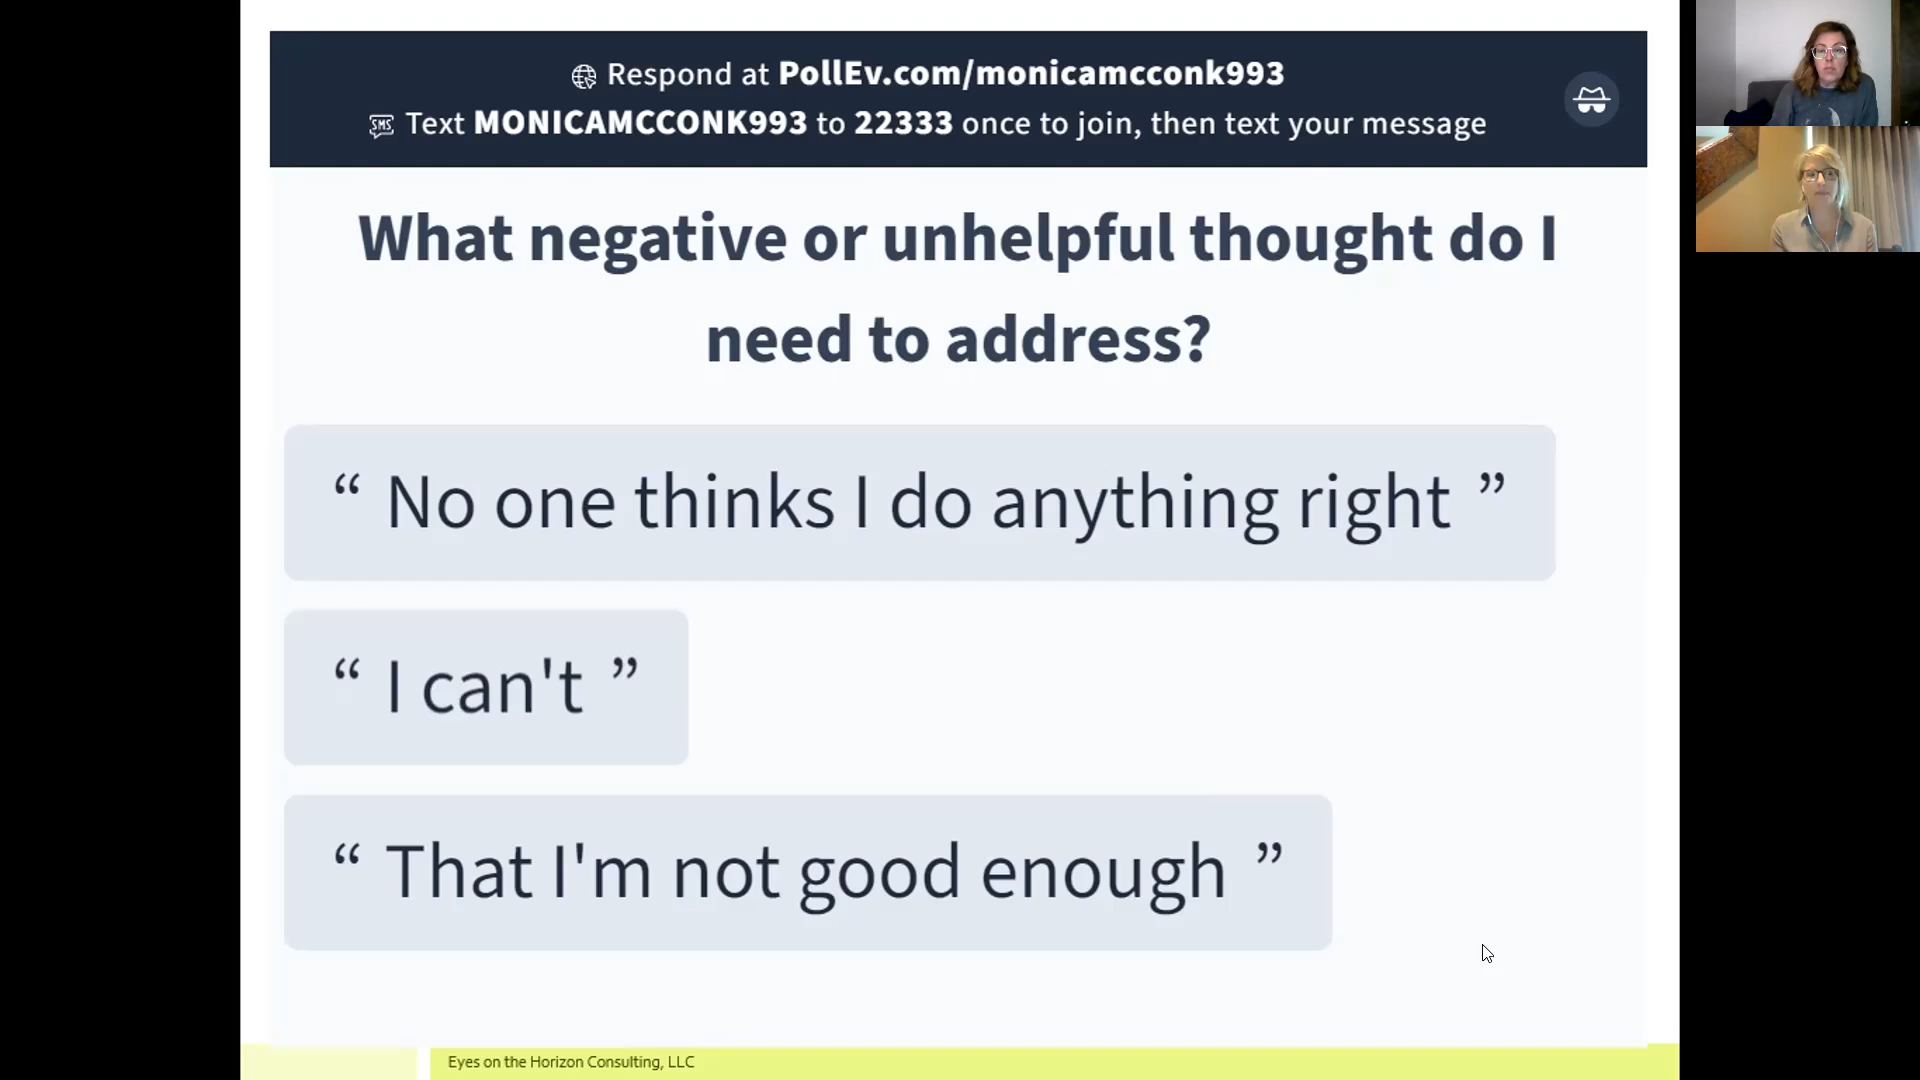 Respond at PollEv.com/monicamcconk993
SMS Text MONICAMCCONK993 to 22333 once to join, then text your message
What negative or unhelpful thought do I
need to address?
“ No one thinks I do anything right ”
“ I can't ”
“ That I'm not good enough ”
Eyes on the Horizon Consulting, LLC